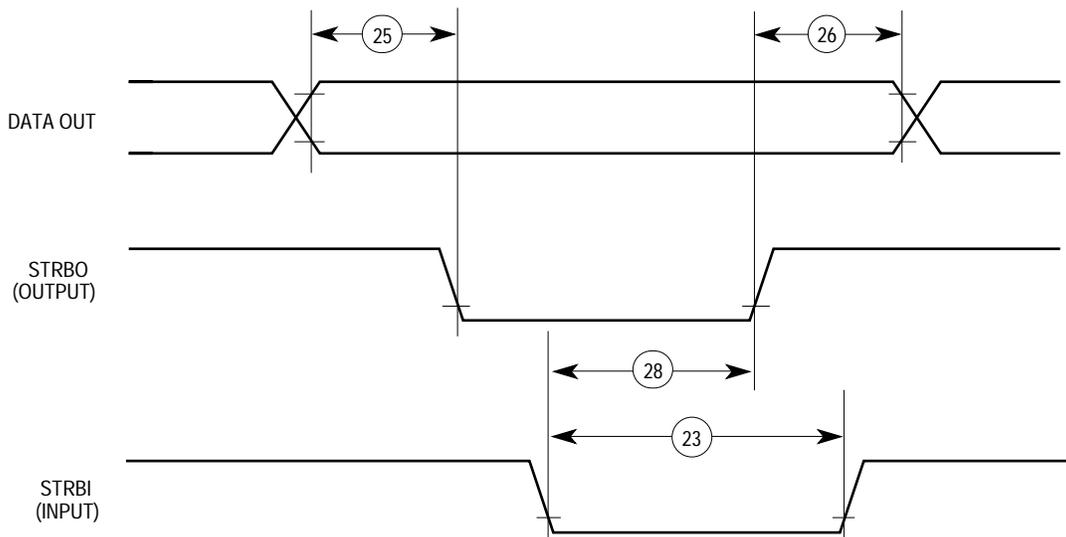 25
26
DATA OUT
STRBO
(OUTPUT)
28
23
STRBI
(INPUT)